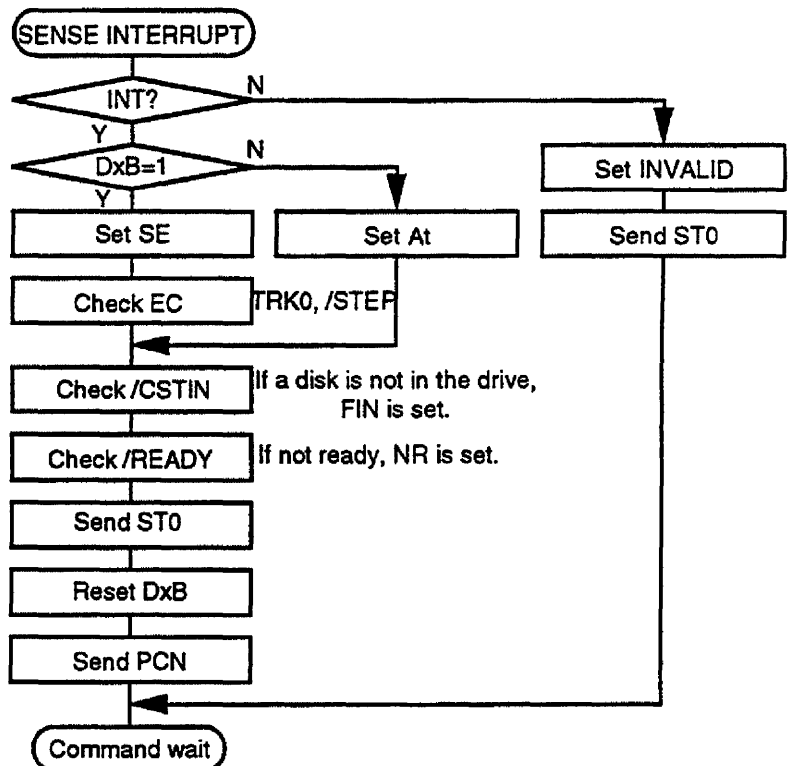 SENSE INTERRUPT
INT?
N
Y
DxB=1
N
Y
Set INVALID
Set SE
Set At
Send ST0
Check EC
TRK0, /STEP
Check /CSTIN
If a disk is not in the drive,
FIN is set.
Check /READY
If not ready, NR is set.
Send ST0
Reset DxB
Send PCN
Command wait